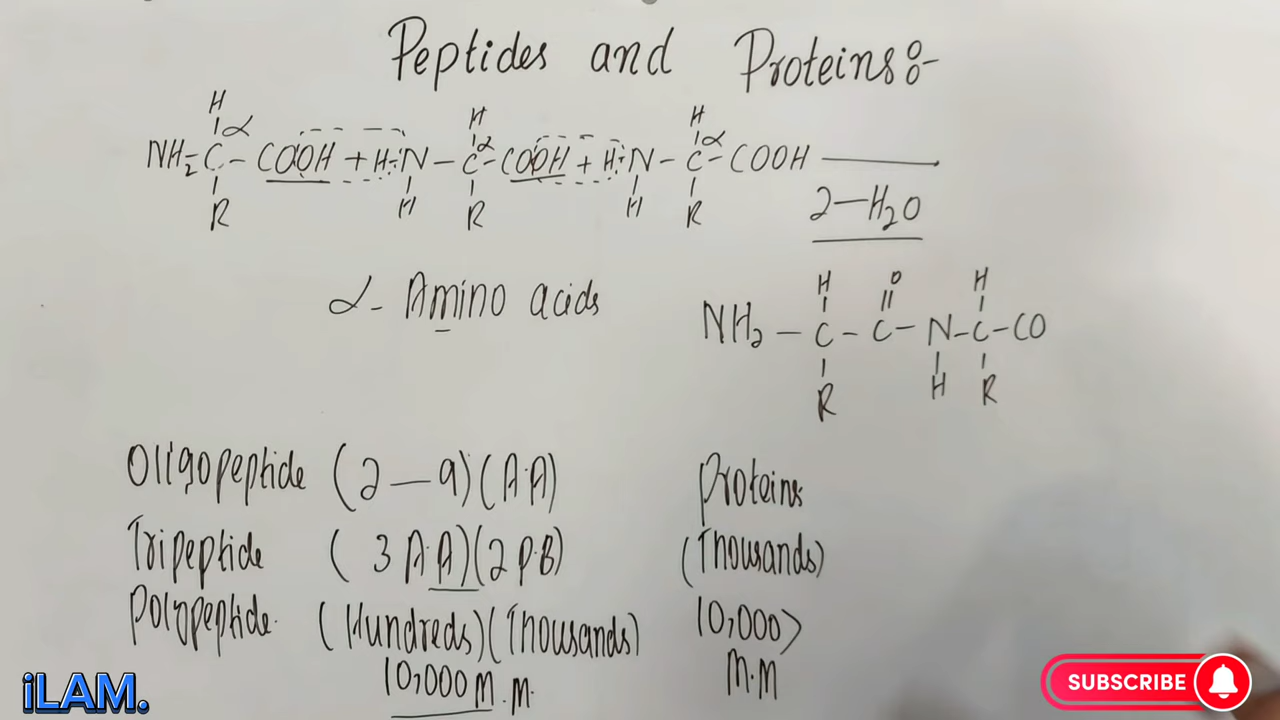 Peptides and Proteins:-
H H H
α α α
NH₂-C-COOH + H-N-C-COOH + H-N-C-COOH
R H R H R
2-H₂O
α- Amino acids
H O H
NH₂-C-C-N-C-CO
R H R
Oligopeptide (2-9)(A.A)
Tripeptide (3 A.A)(2 P.B)
Polypeptide (Hundreds)(Thousands)
10,000 M.M.
Proteins
(Thousands)
10,000>
M.M
iLAM.
SUBSCRIBE